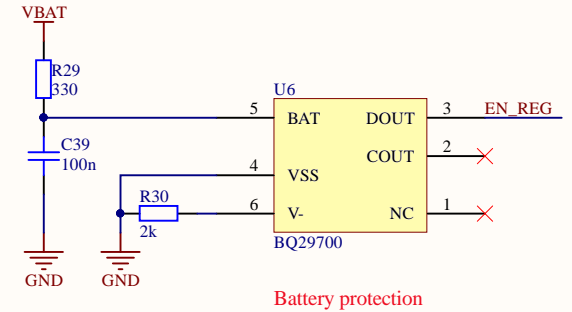 VBAT
R29
330
C39
100n
GND
GND
R30
2k
U6
5 BAT DOUT 3 EN_REG
COUT 2
4 VSS
6 V- NC 1
BQ29700
Battery protection